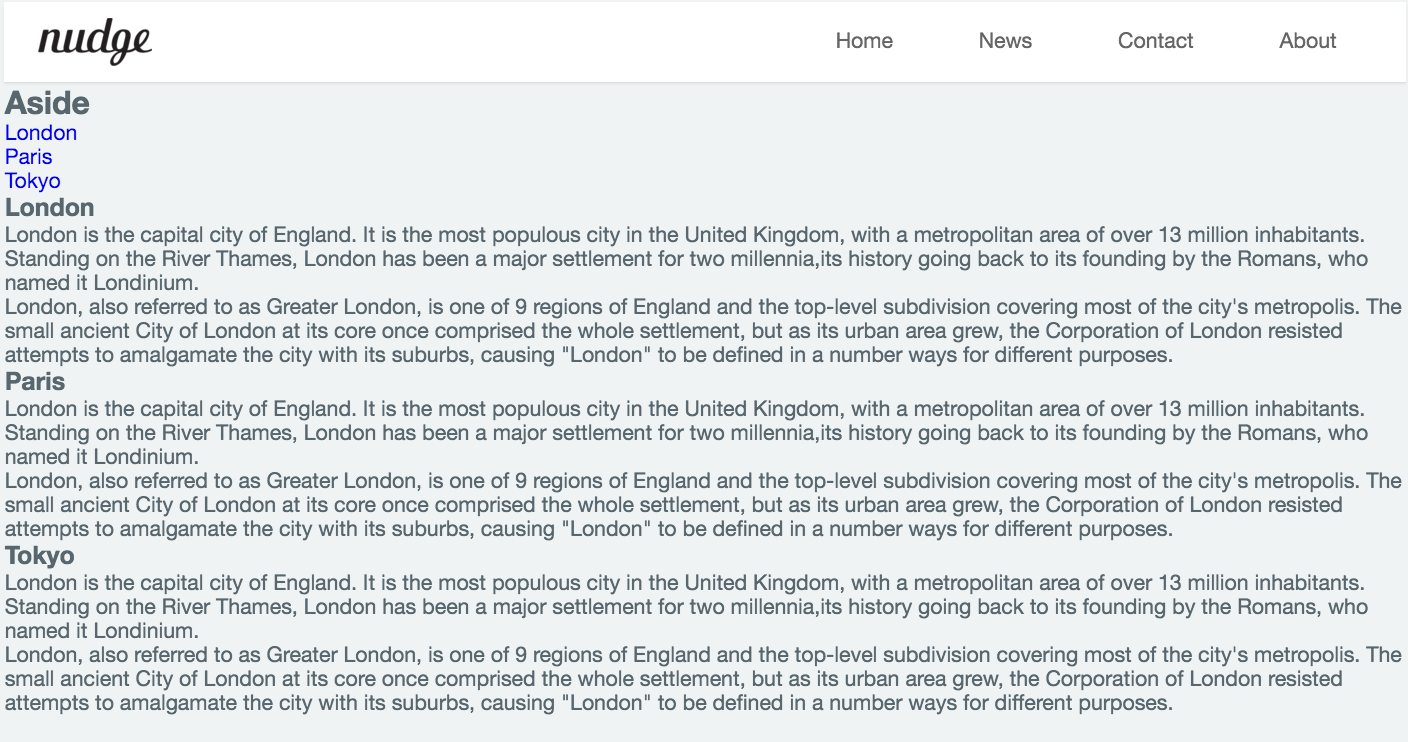 nudge
Home News Contact About
Aside
London
Paris
Tokyo
London
London is the capital city of England. It is the most populous city in the United Kingdom, with a metropolitan area of over 13 million inhabitants.
Standing on the River Thames, London has been a major settlement for two millennia,its history going back to its founding by the Romans, who
named it Londinium.
London, also referred to as Greater London, is one of 9 regions of England and the top-level subdivision covering most of the city's metropolis. The
small ancient City of London at its core once comprised the whole settlement, but as its urban area grew, the Corporation of London resisted
attempts to amalgamate the city with its suburbs, causing "London" to be defined in a number ways for different purposes.
Paris
London is the capital city of England. It is the most populous city in the United Kingdom, with a metropolitan area of over 13 million inhabitants.
Standing on the River Thames, London has been a major settlement for two millennia,its history going back to its founding by the Romans, who
named it Londinium.
London, also referred to as Greater London, is one of 9 regions of England and the top-level subdivision covering most of the city's metropolis. The
small ancient City of London at its core once comprised the whole settlement, but as its urban area grew, the Corporation of London resisted
attempts to amalgamate the city with its suburbs, causing "London" to be defined in a number ways for different purposes.
Tokyo
London is the capital city of England. It is the most populous city in the United Kingdom, with a metropolitan area of over 13 million inhabitants.
Standing on the River Thames, London has been a major settlement for two millennia,its history going back to its founding by the Romans, who
named it Londinium.
London, also referred to as Greater London, is one of 9 regions of England and the top-level subdivision covering most of the city's metropolis. The
small ancient City of London at its core once comprised the whole settlement, but as its urban area grew, the Corporation of London resisted
attempts to amalgamate the city with its suburbs, causing "London" to be defined in a number ways for different purposes.